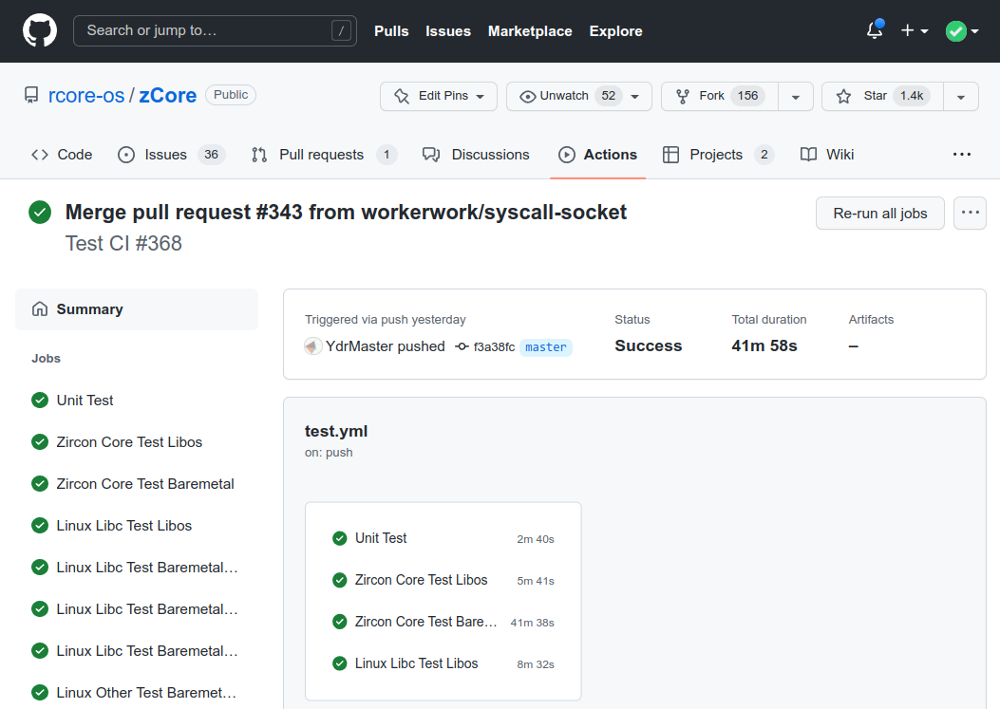 Search or jump to… /
Pulls Issues Marketplace Explore
rcore-os / zCore Public
Edit Pins Unwatch 52 Fork 156 Star 1.4k
Code Issues 36 Pull requests 1 Discussions Actions Projects 2 Wiki ...
Merge pull request #343 from workerwork/syscall-socket
Test CI #368
Re-run all jobs ...
Summary
Jobs
Unit Test
Zircon Core Test Libos
Zircon Core Test Baremetal
Linux Libc Test Libos
Linux Libc Test Baremetal…
Linux Libc Test Baremetal…
Linux Libc Test Baremetal…
Linux Other Test Baremet…
Triggered via push yesterday
YdrMaster pushed f3a38fc master
Status
Success
Total duration
41m 58s
Artifacts
–
test.yml
on: push
Unit Test 2m 40s
Zircon Core Test Libos 5m 41s
Zircon Core Test Bare… 41m 38s
Linux Libc Test Libos 8m 32s